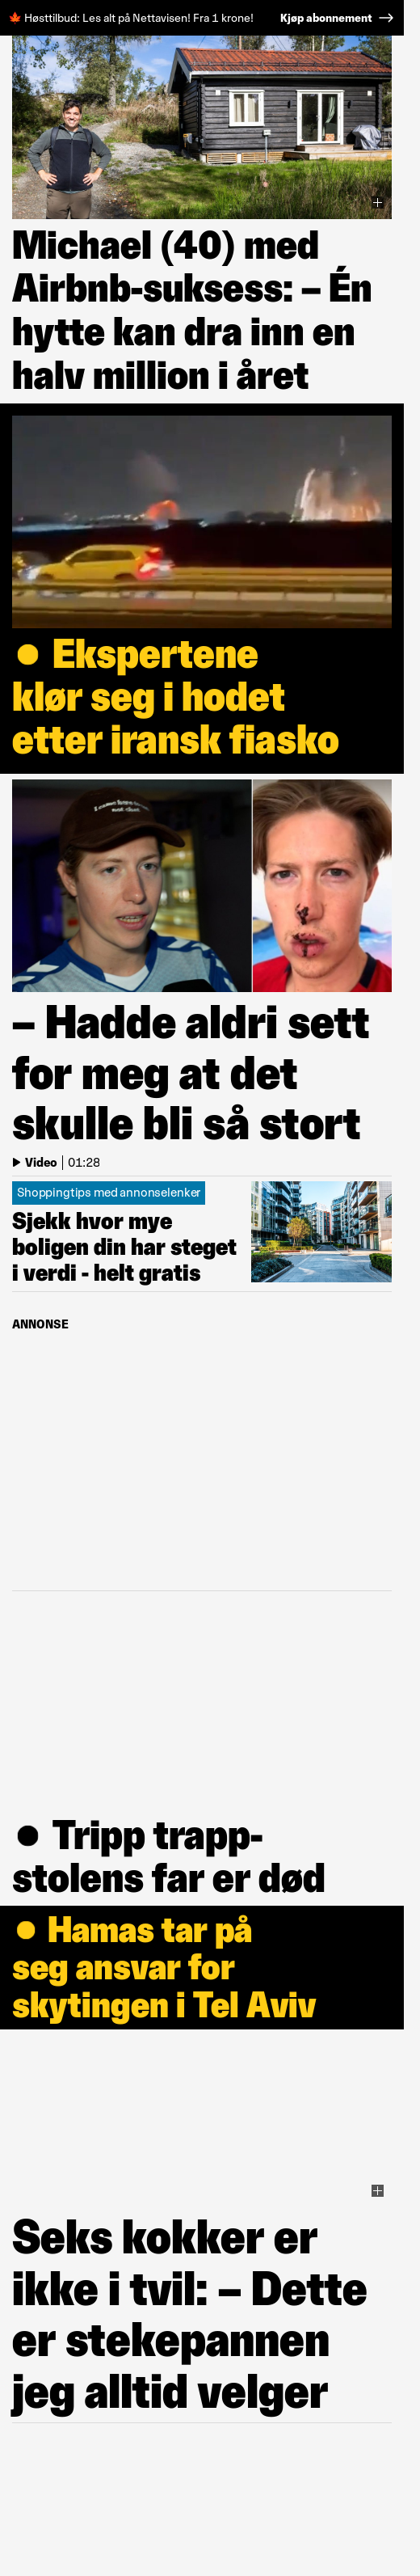 Høsttilbud: Les alt på Nettavisen! Fra 1 krone!
Kjøp abonnement
Michael (40) med
Airbnb-suksess: – Én
hytte kan dra inn en
halv million i året
● Ekspertene
klør seg i hodet
etter iransk fiasko
– Hadde aldri sett
for meg at det
skulle bli så stort
Video | 01:28
Shoppingtips med annonselenker
Sjekk hvor mye
boligen din har steget
i verdi - helt gratis
ANNONSE
● Tripp trapp-
stolens far er død
● Hamas tar på
seg ansvar for
skytingen i Tel Aviv
Seks kokker er
ikke i tvil: – Dette
er stekepannen
jeg alltid velger